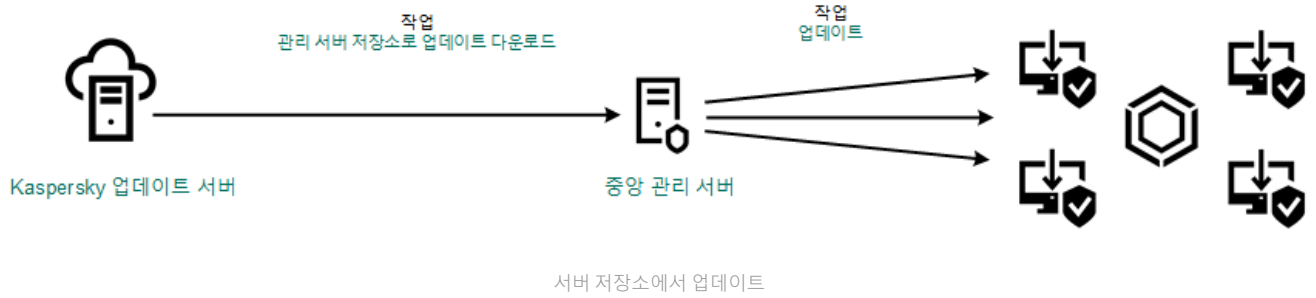 작업
관리 서버 저장소로 업데이트 다운로드
작업
업데이트
Kaspersky 업데이트 서버
중앙 관리 서버
서버 저장소에서 업데이트